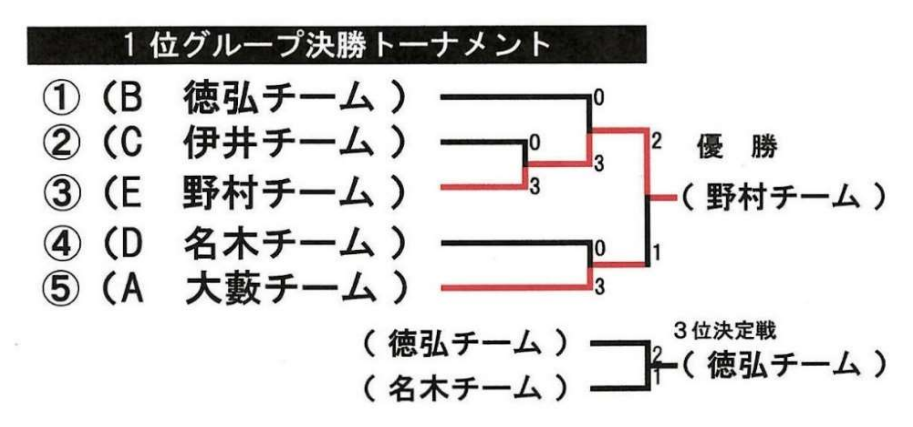 1位グループ決勝トーナメント
① (B 徳弘チーム)
0
② (C 伊井チーム)
0
3
2
優勝
③ (E 野村チーム)
3
(野村チーム)
④ (D 名木チーム)
0
1
⑤ (A 大藪チーム)
3
3位決定戦
(徳弘チーム)
2
(徳弘チーム)
1
(名木チーム)